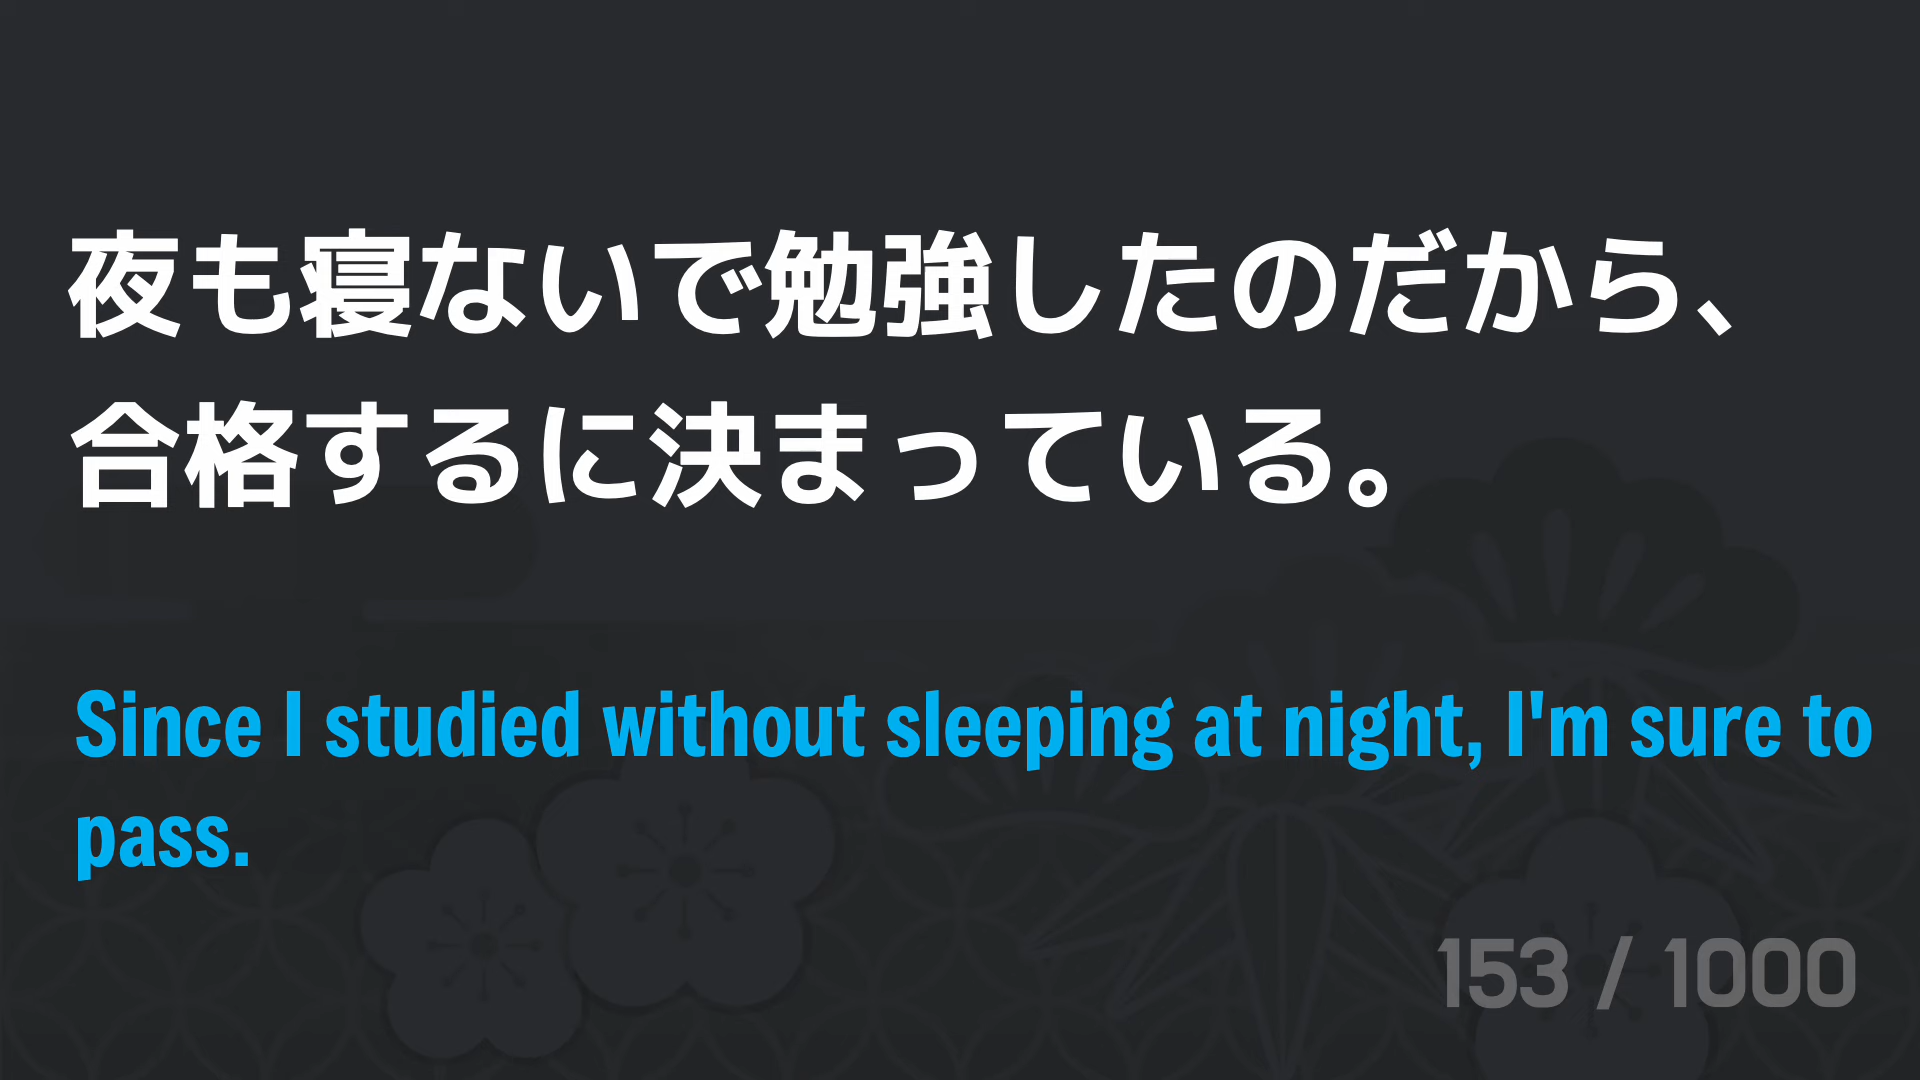 夜も寝ないで勉強したのだから、
合格するに決まっている。
Since I studied without sleeping at night, I'm sure to
pass.
153 / 1000